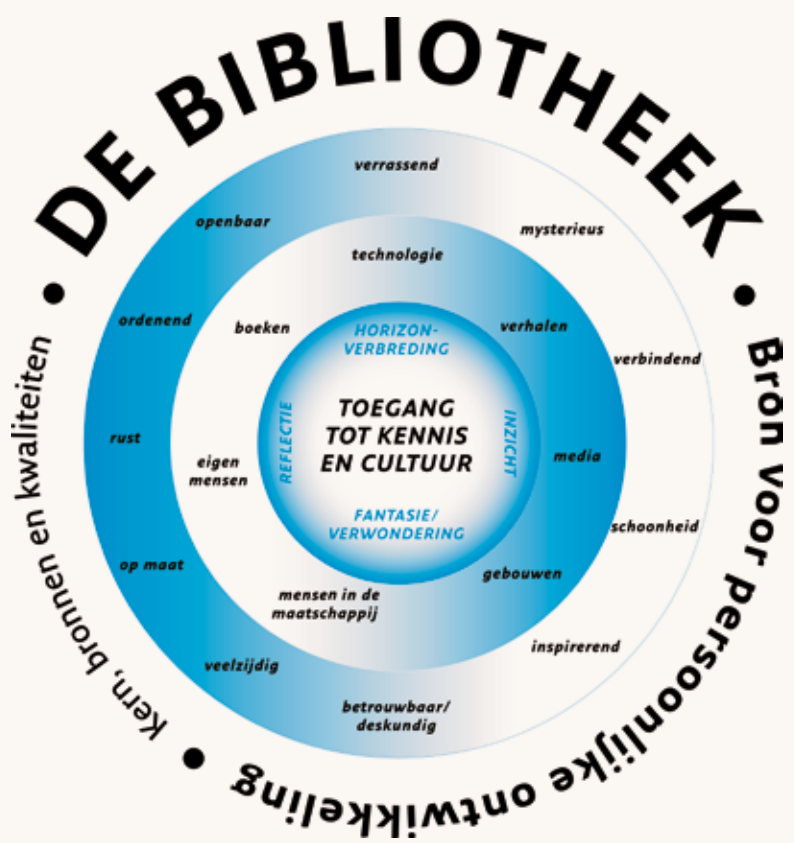 DE BIBLIOTHEEK
Bron voor persoonlijke ontwikkeling
Kern, bronnen en kwaliteiten
verrassend
mysterieus
verbindend
schoonheid
inspirerend
betrouwbaar/
deskundig
veelzijdig
op maat
rust
ordenend
openbaar
technologie
verhalen
media
gebouwen
mensen in de
maatschappij
eigen
mensen
boeken
HORIZON-
VERBREDING
INZICHT
FANTASIE/
VERWONDERING
REFLECTIE
TOEGANG
TOT KENNIS
EN CULTUUR